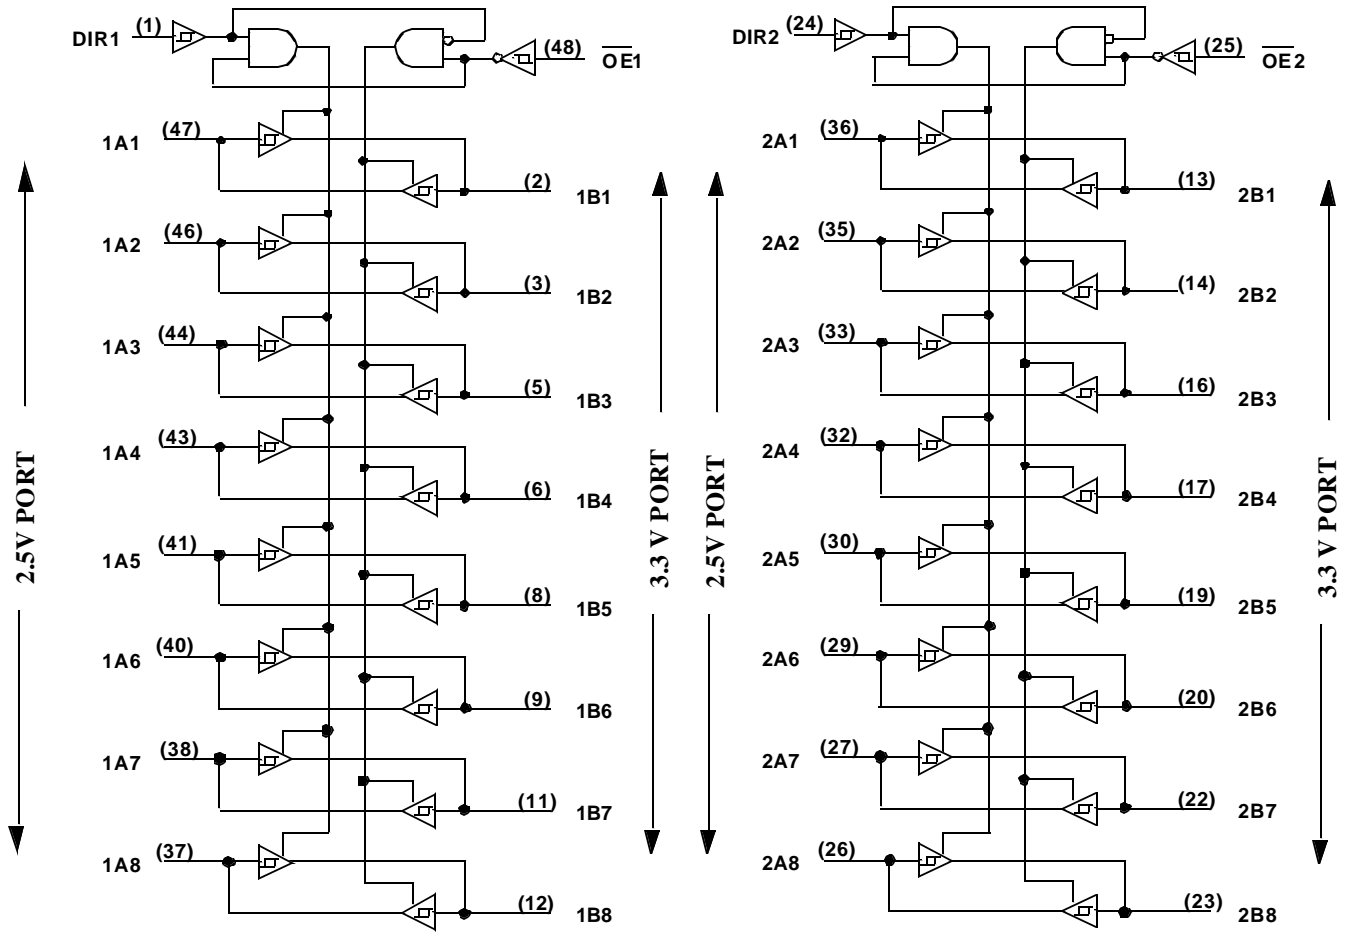 DIR1 (1) (48) OE1
1A1 (47) (2) 1B1
1A2 (46) (3) 1B2
1A3 (44) (5) 1B3
1A4 (43) (6) 1B4
1A5 (41) (8) 1B5
1A6 (40) (9) 1B6
1A7 (38) (11) 1B7
1A8 (37) (12) 1B8
2.5V PORT
3.3 V PORT
DIR2 (24) (25) OE2
2A1 (36) (13) 2B1
2A2 (35) (14) 2B2
2A3 (33) (16) 2B3
2A4 (32) (17) 2B4
2A5 (30) (19) 2B5
2A6 (29) (20) 2B6
2A7 (27) (22) 2B7
2A8 (26) (23) 2B8
2.5V PORT
3.3 V PORT